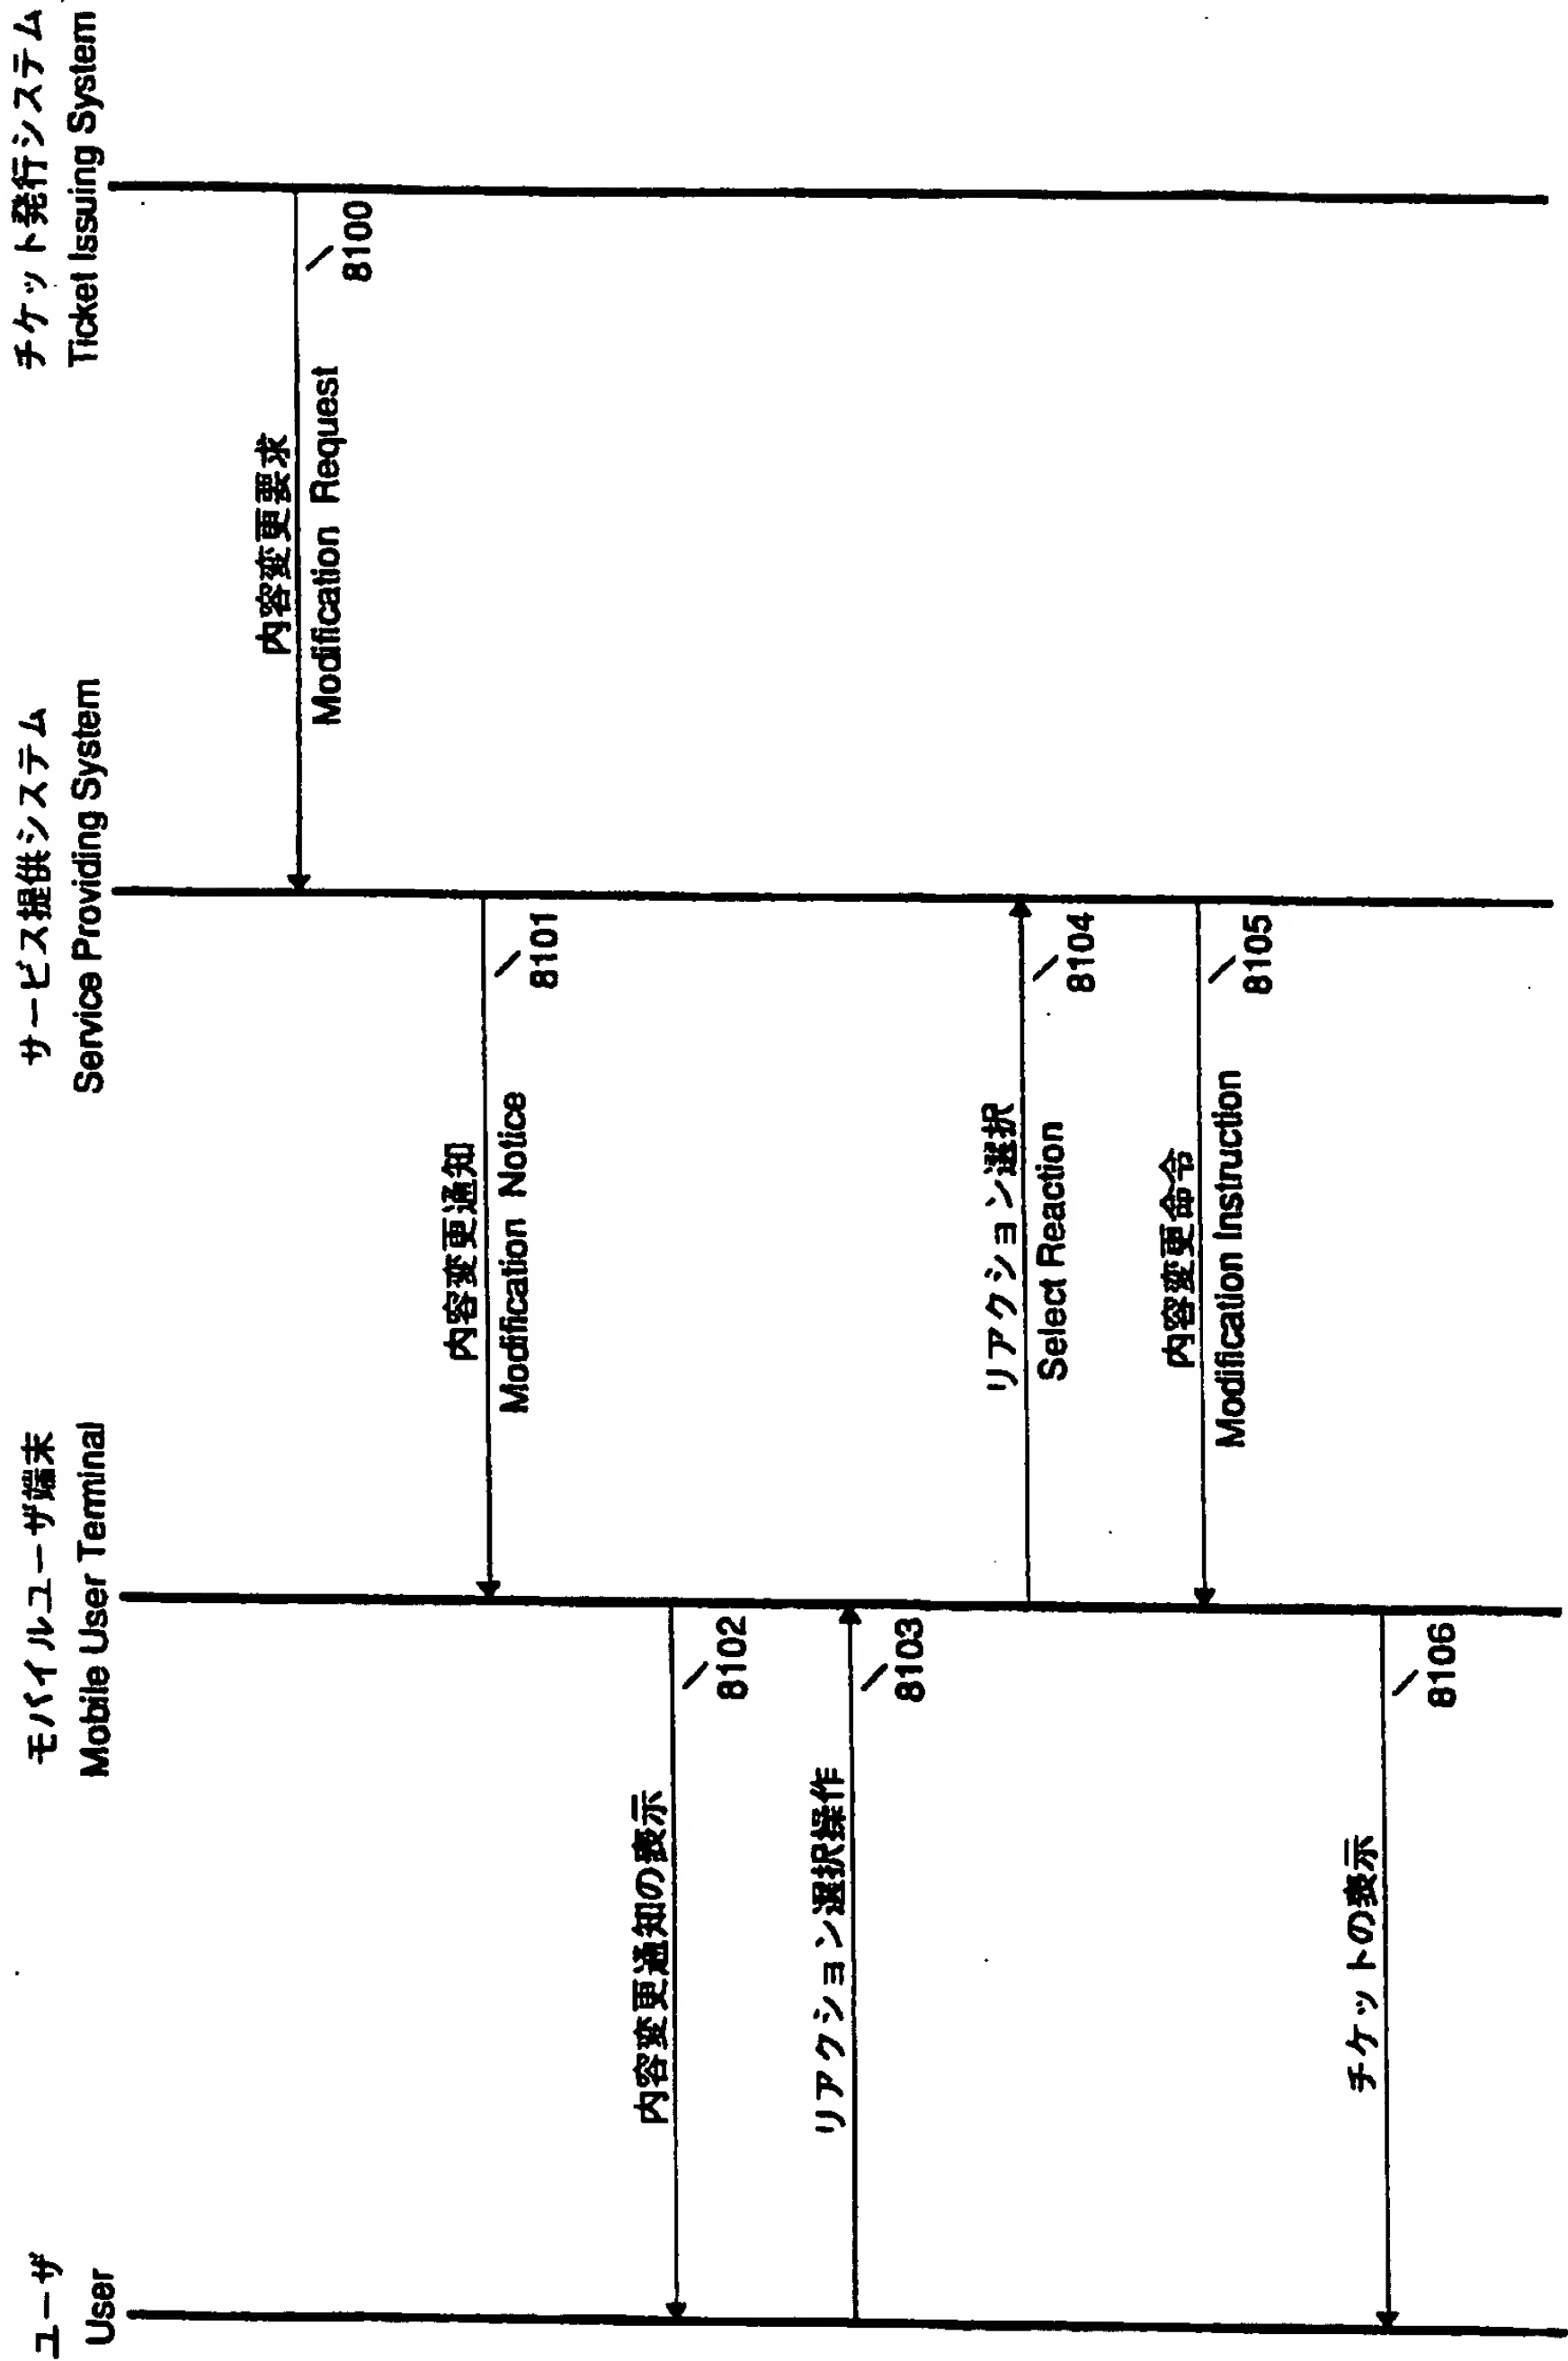 ユーザ
User
モバイルユーザ端末
Mobile User Terminal
サービス提供システム
Service Providing System
チケット発行システム
Ticket Issuing System
内容変更要求
Modification Request
8100
内容変更通知
Modification Notice
8101
内容変更通知の表示
8102
リアクション選択操作
8103
リアクション選択
Select Reaction
8104
内容変更命令
Modification Instruction
8105
チケットの表示
8106